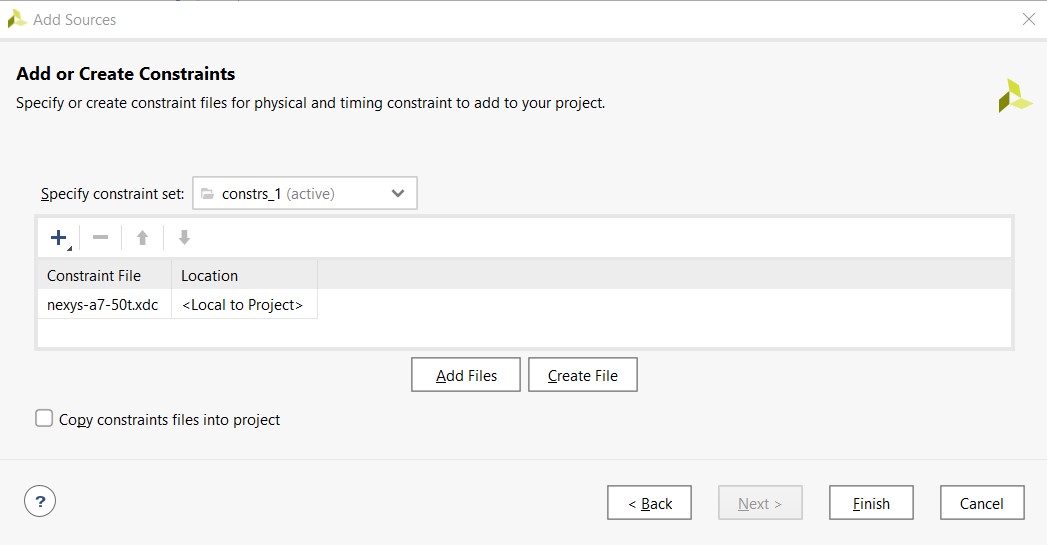 Add Sources
Add or Create Constraints
Specify or create constraint files for physical and timing constraint to add to your project.
Specify constraint set: constrs_1 (active)
Constraint File Location
nexys-a7-50t.xdc <Local to Project>
Add Files Create File
Copy constraints files into project
? < Back Next > Finish Cancel